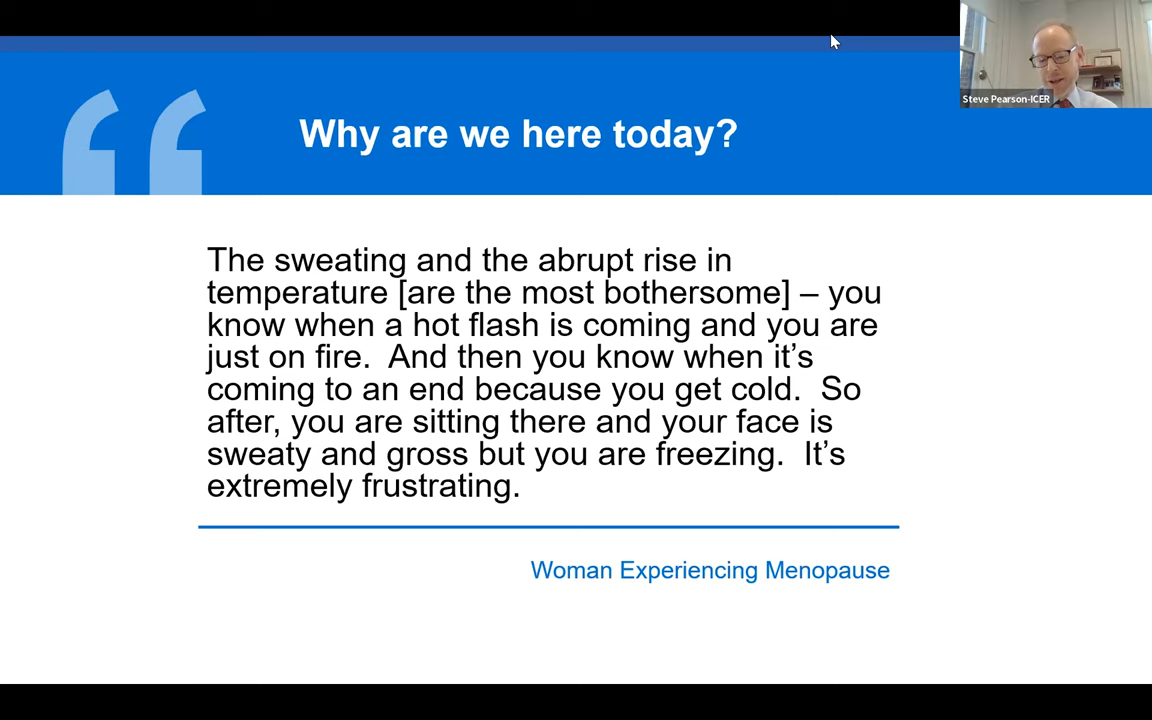 Steve Pearson-ICER
Why are we here today?
The sweating and the abrupt rise in
temperature [are the most bothersome] – you
know when a hot flash is coming and you are
just on fire.  And then you know when it’s
coming to an end because you get cold.  So
after, you are sitting there and your face is
sweaty and gross but you are freezing.  It’s
extremely frustrating.
Woman Experiencing Menopause